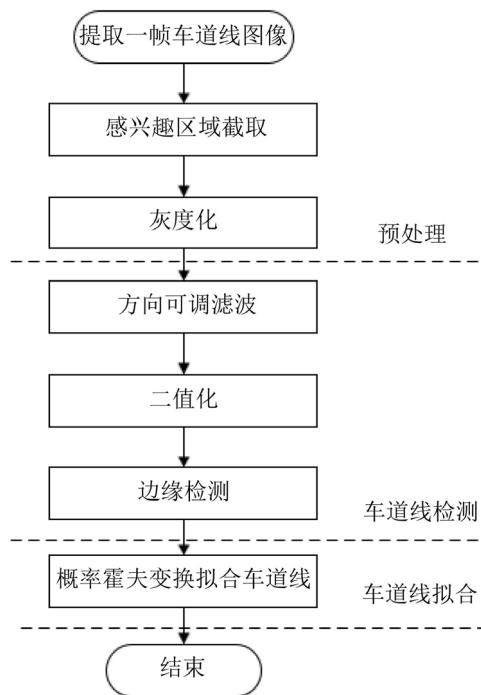 提取一帧车道线图像
感兴趣区域截取
灰度化
预处理
方向可调滤波
二值化
边缘检测
车道线检测
概率霍夫变换拟合车道线
车道线拟合
结束